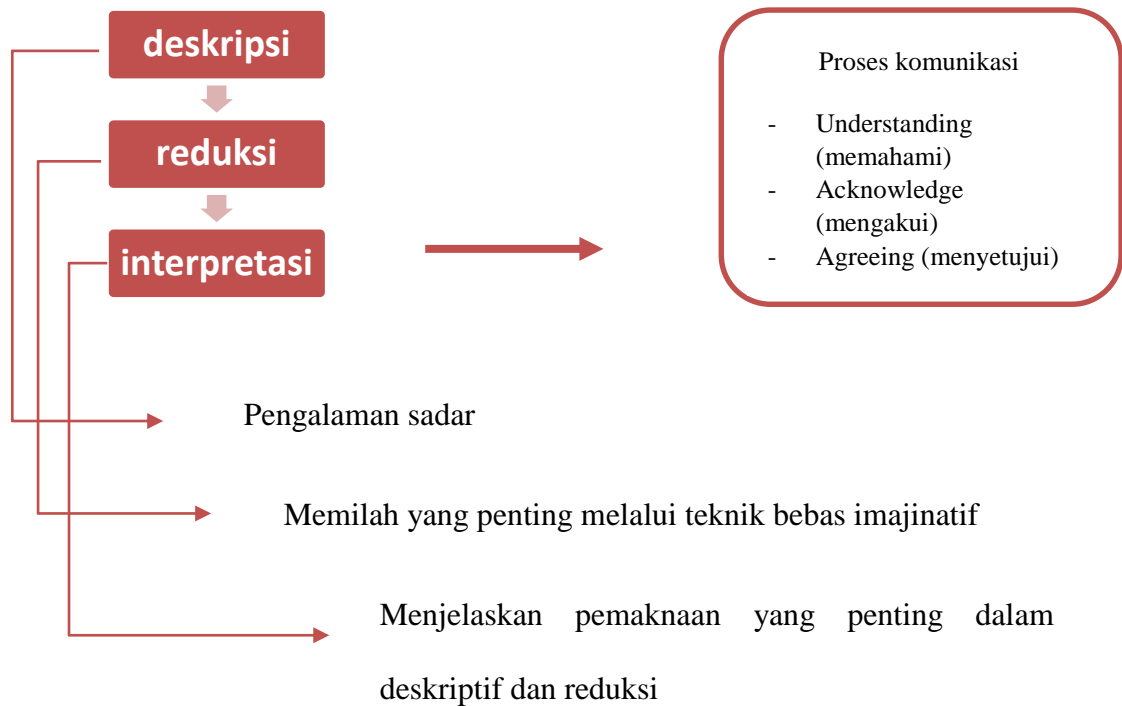 deskripsi
reduksi
interpretasi
Proses komunikasi
- Understanding
(memahami)
- Acknowledge
(mengakui)
- Agreeing (menyetujui)
Pengalaman sadar
Memilah yang penting melalui teknik bebas imajinatif
Menjelaskan pemaknaan yang penting dalam
deskriptif dan reduksi